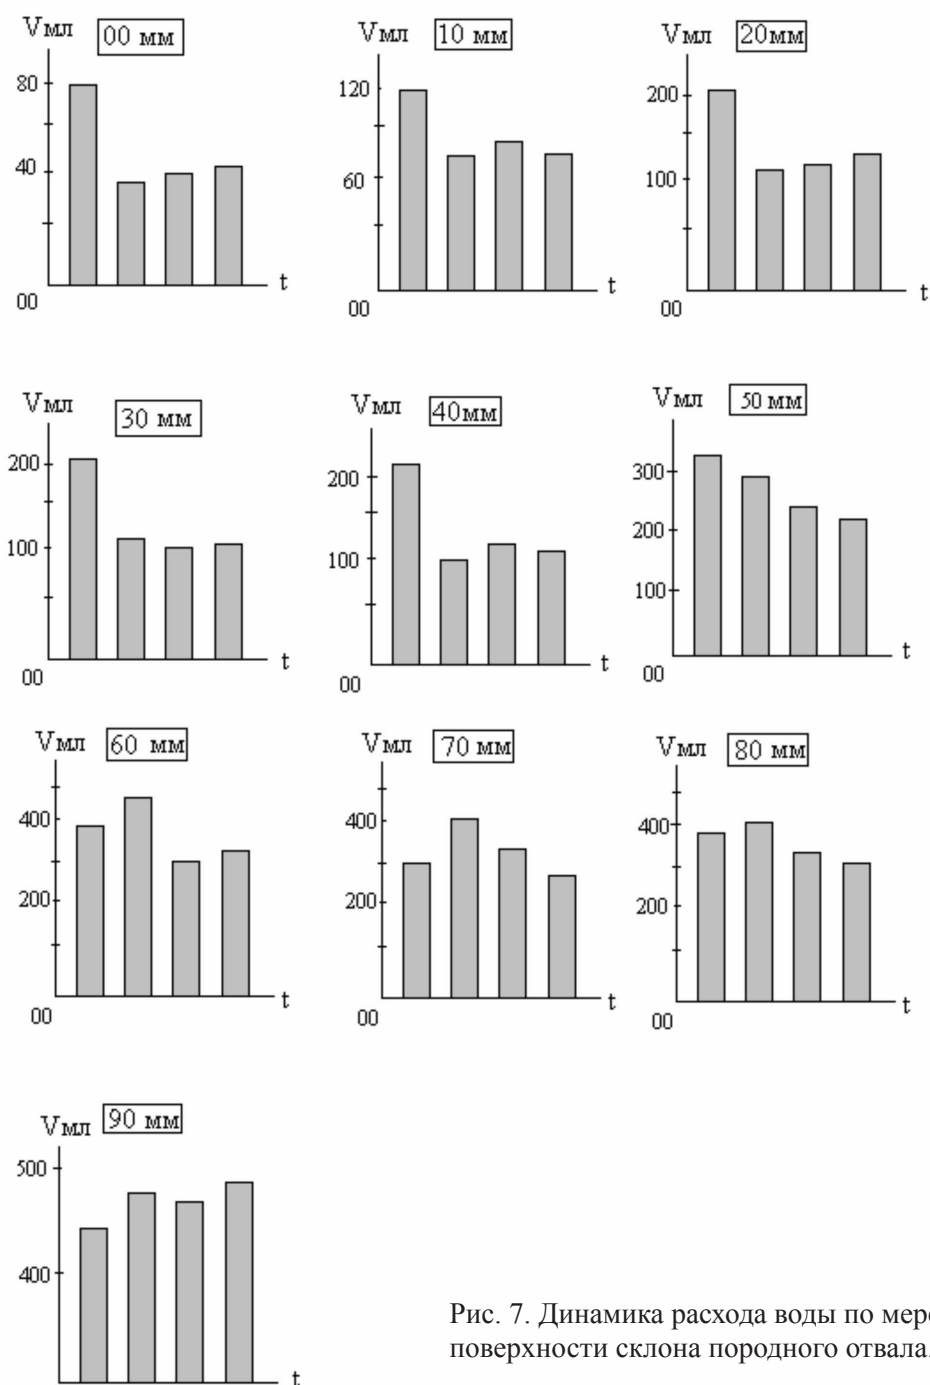 Vмл 00 мм
80
40
00
t
Vмл 10 мм
120
60
00
t
Vмл 20мм
200
100
00
t
Vмл 30 мм
200
100
00
t
Vмл 40мм
200
100
00
t
Vмл 50 мм
300
200
100
00
t
Vмл 60 мм
400
200
00
t
Vмл 70 мм
400
200
00
t
Vмл 80 мм
400
200
00
t
Vмл 90 мм
500
400
t
Рис. 7. Динамика расхода воды по мере
поверхности склона породного отвала.